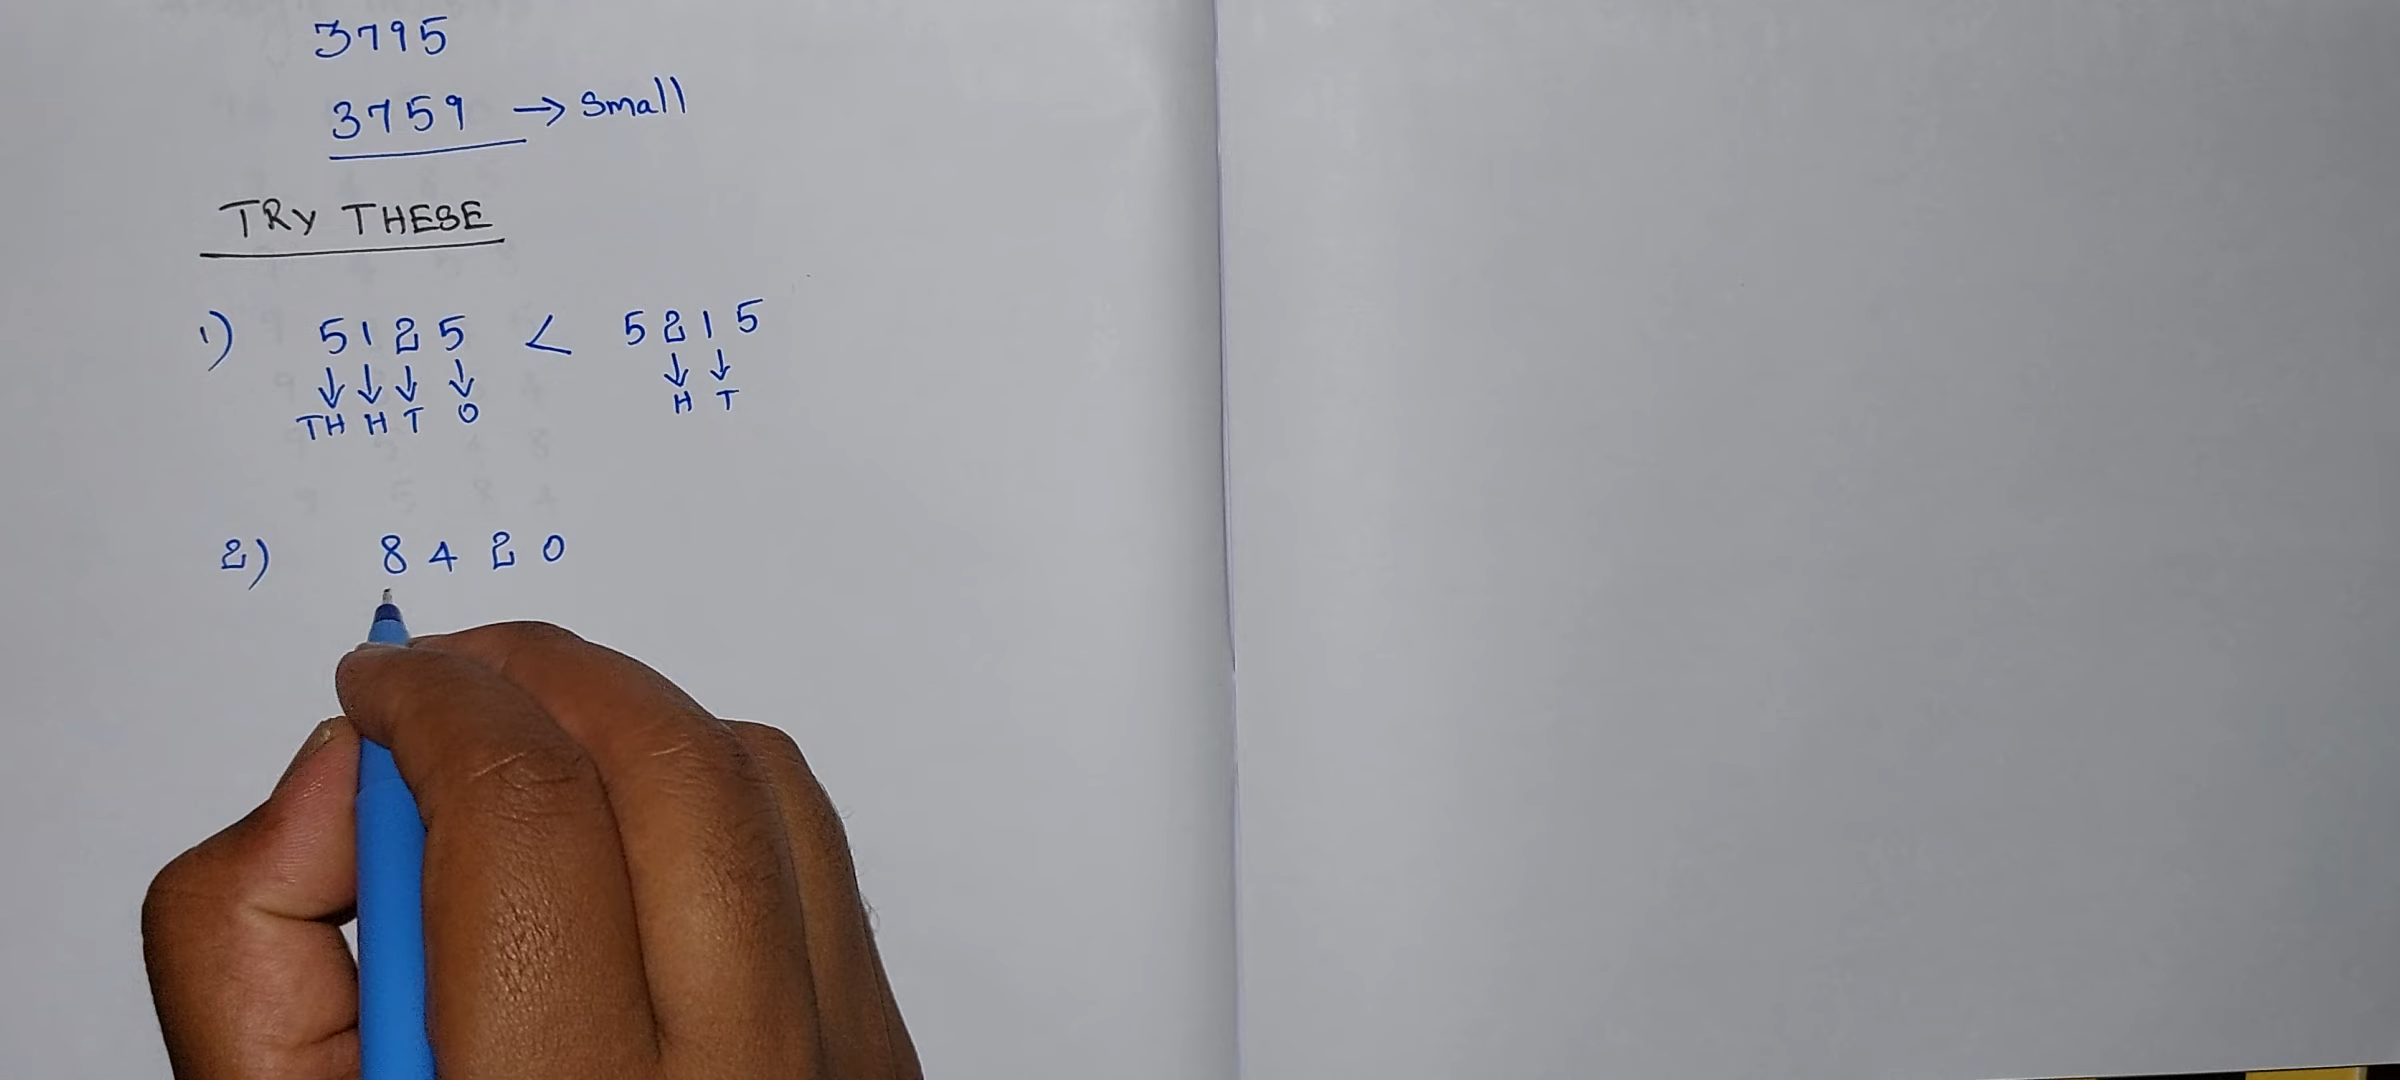 3795
3759 → Small
TRY THESE
1) 5125 < 5215
↓ ↓ ↓ ↓ ↓ ↓
TH H T O H T
2) 8420